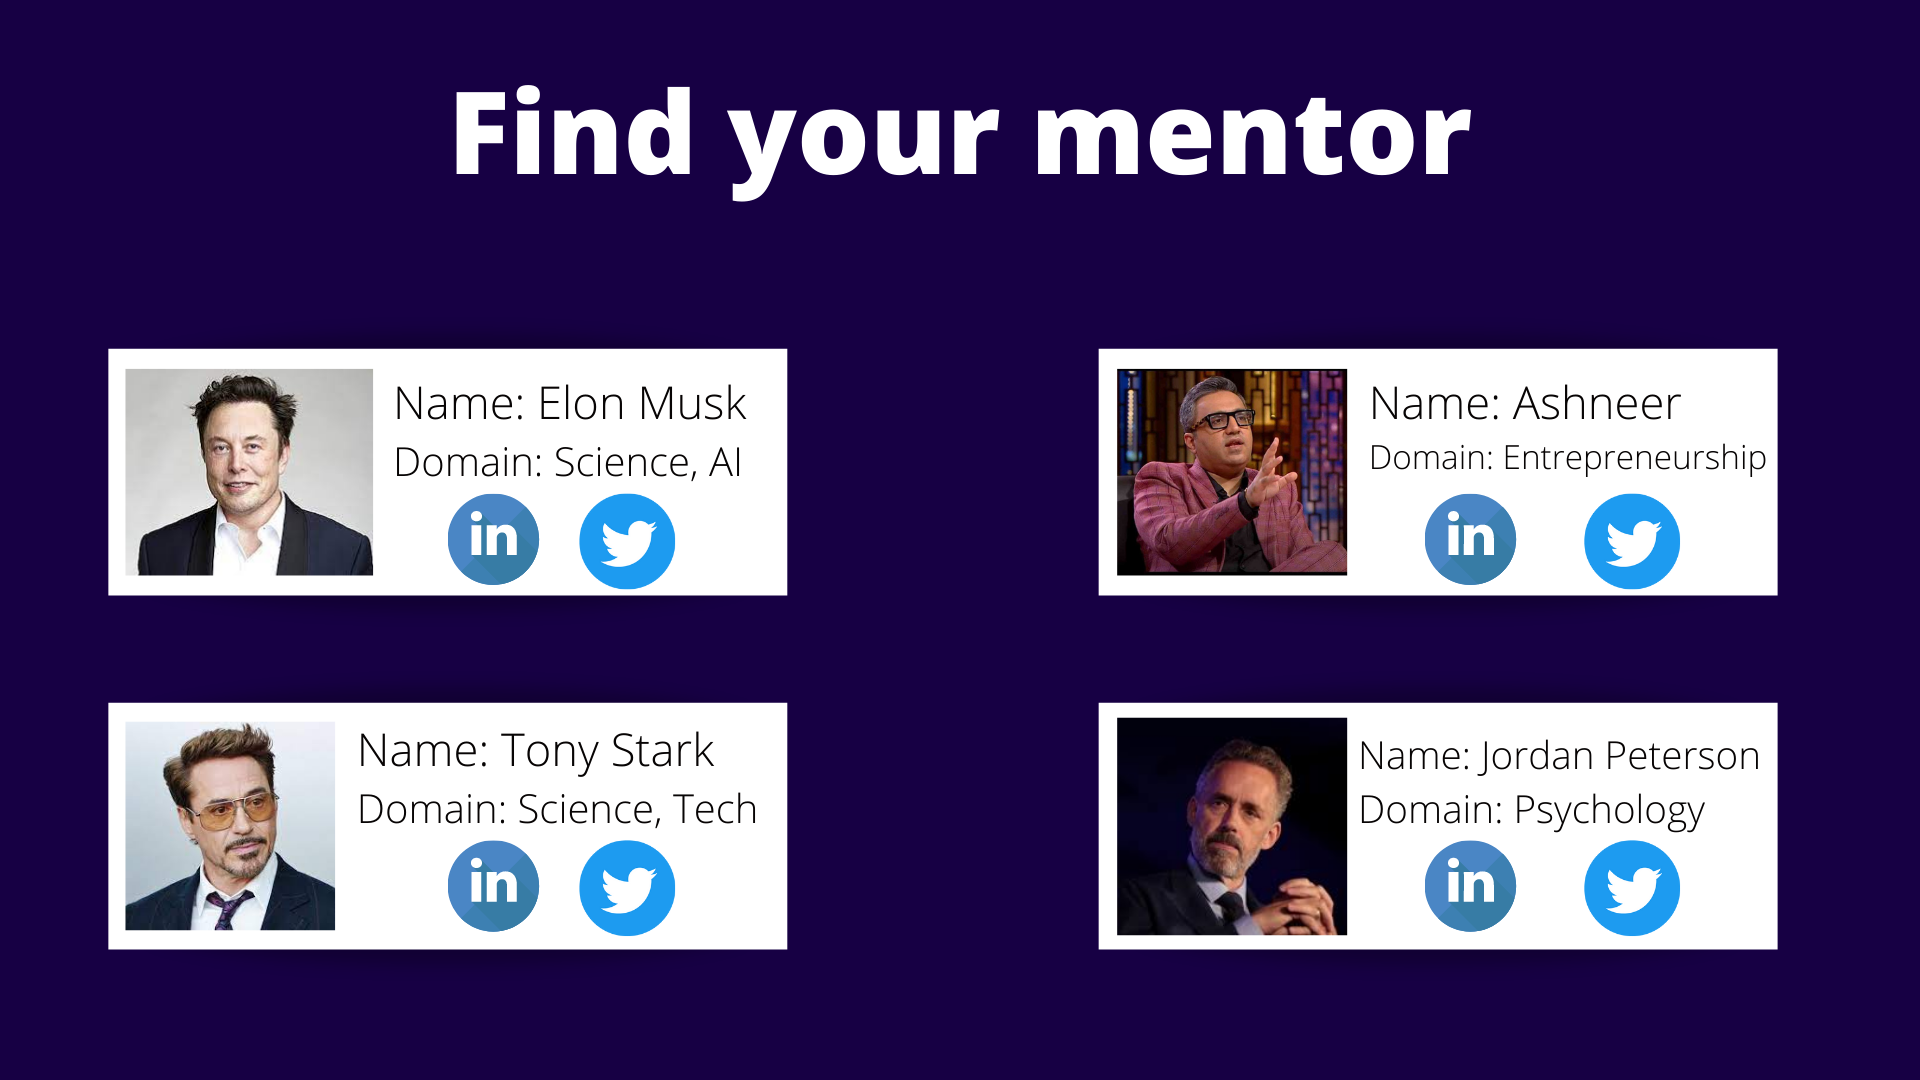 Find your mentor
Name: Elon Musk
Domain: Science, AI
in
Name: Ashneer
Domain: Entrepreneurship
in
Name: Tony Stark
Domain: Science, Tech
in
Name: Jordan Peterson
Domain: Psychology
in